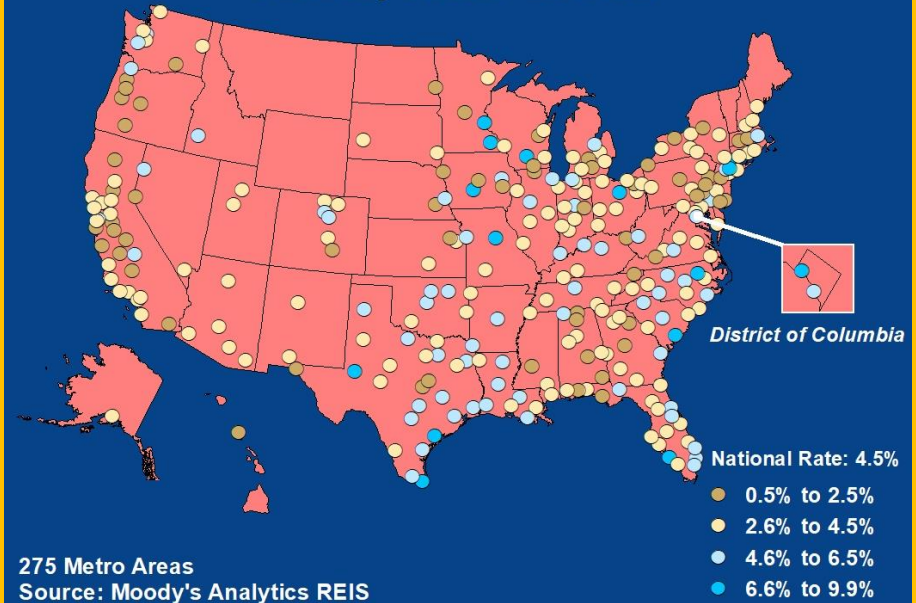 District of Columbia
National Rate: 4.5%
0.5% to 2.5%
2.6% to 4.5%
4.6% to 6.5%
6.6% to 9.9%
275 Metro Areas
Source: Moody's Analytics REIS